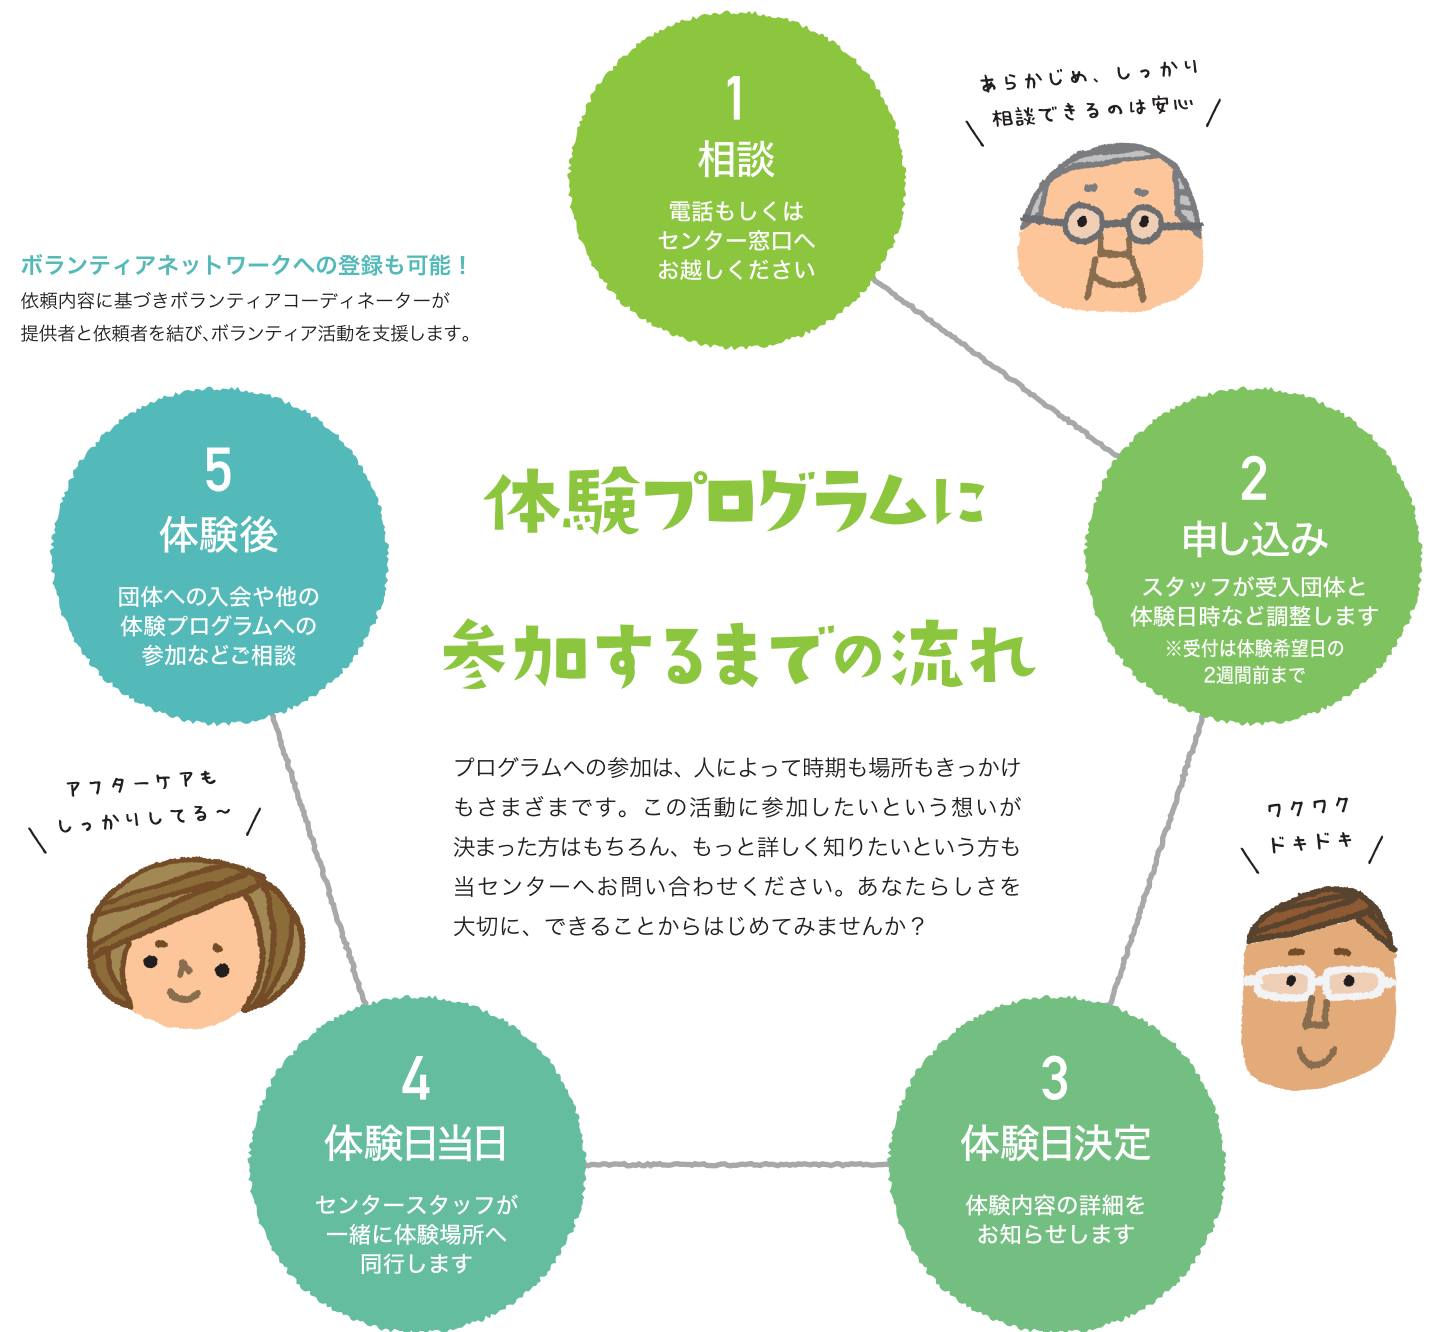 体験プログラムに
参加するまでの流れ
プログラムへの参加は、人によって時期も場所もきっかけ
もさまざまです。この活動に参加したいという想いが
決まった方はもちろん、もっと詳しく知りたいという方も
当センターへお問い合わせください。あなたらしさを
大切に、できることからはじめてみませんか？
1
相談
電話もしくは
センター窓口へ
お越しください
あらかじめ、しっかり
相談できるのは安心
2
申し込み
スタッフが受入団体と
体験日時など調整します
※受付は体験希望日の
2週間前まで
ワクワク
ドキドキ
3
体験日決定
体験内容の詳細を
お知らせします
4
体験日当日
センタースタッフが
一緒に体験場所へ
同行します
アフターケアも
しっかりしてる～
5
体験後
団体への入会や他の
体験プログラムへの
参加などご相談
ボランティアネットワークへの登録も可能！
依頼内容に基づきボランティアコーディネーターが
提供者と依頼者を結び、ボランティア活動を支援します。